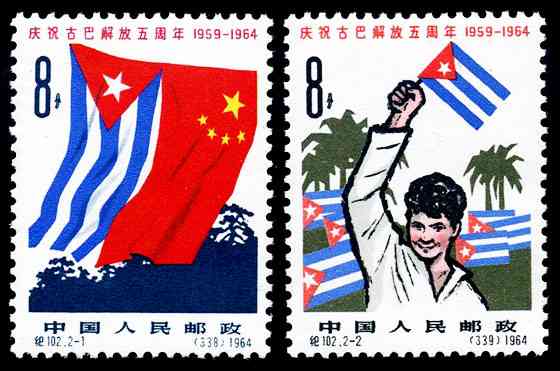 庆祝古巴解放五周年 1959-1964
8分
中国人民邮政
纪102.2-1 (338) 1964
庆祝古巴解放五周年 1959-1964
8分
中国人民邮政
纪102.2-2 (339) 1964